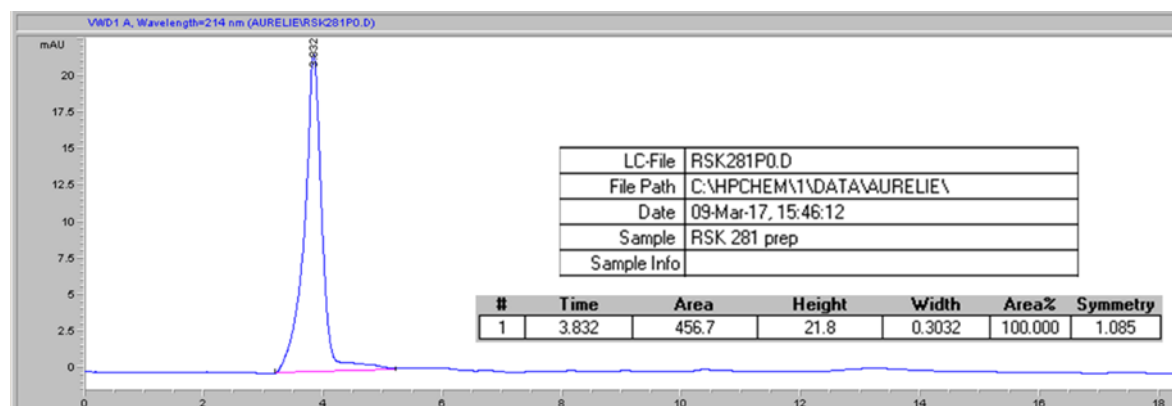 VWD1 A, Wavelength=214 nm (AURELIE\RSK281P0.D)
mAU
3.832
20
17.5
15
12.5
10
7.5
5
2.5
0
LC-File RSK281P0.D
File Path C:\HPCHEM\1\DATA\AURELIE\
Date 09-Mar-17, 15:46:12
Sample RSK 281 prep
Sample Info
# Time Area Height Width Area% Symmetry
1 3.832 456.7 21.8 0.3032 100.000 1.085
0 2 4 6 8 10 12 14 16 18